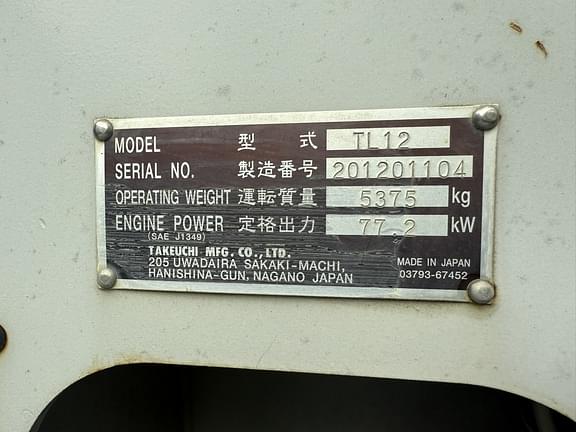 MODEL 型式 TL12
SERIAL NO. 製造番号 201201104
OPERATING WEIGHT 運転質量 5375 kg
ENGINE POWER 定格出力 77.2 kW
(SAE J1349)
TAKEUCHI MFG. CO., LTD.
205 UWADAIRA SAKAKI-MACHI,
HANISHINA-GUN, NAGANO JAPAN
MADE IN JAPAN
03793-67452